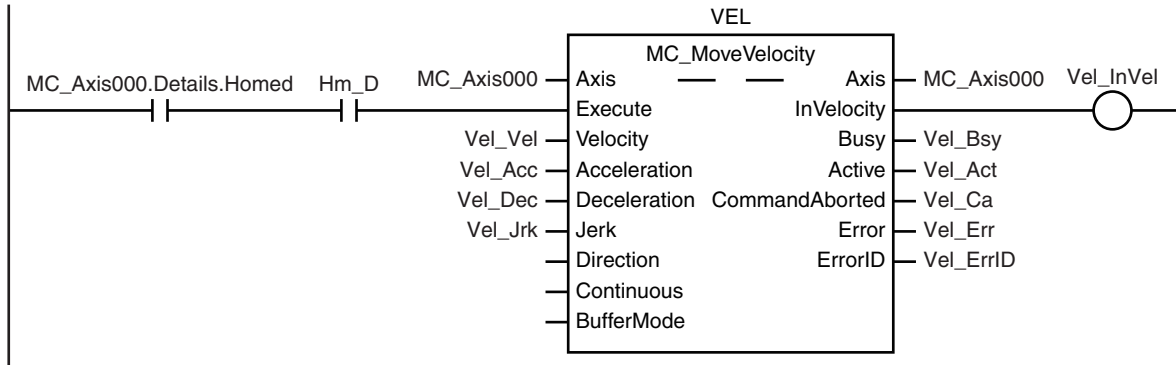 VEL
MC_MoveVelocity
MC_Axis000.Details.Homed Hm_D MC_Axis000 Axis Axis MC_Axis000 Vel_InVel
Execute InVelocity
Vel_Vel Velocity Busy Vel_Bsy
Vel_Acc Acceleration Active Vel_Act
Vel_Dec Deceleration CommandAborted Vel_Ca
Vel_Jrk Jerk Error Vel_Err
Direction ErrorID Vel_ErrID
Continuous
BufferMode